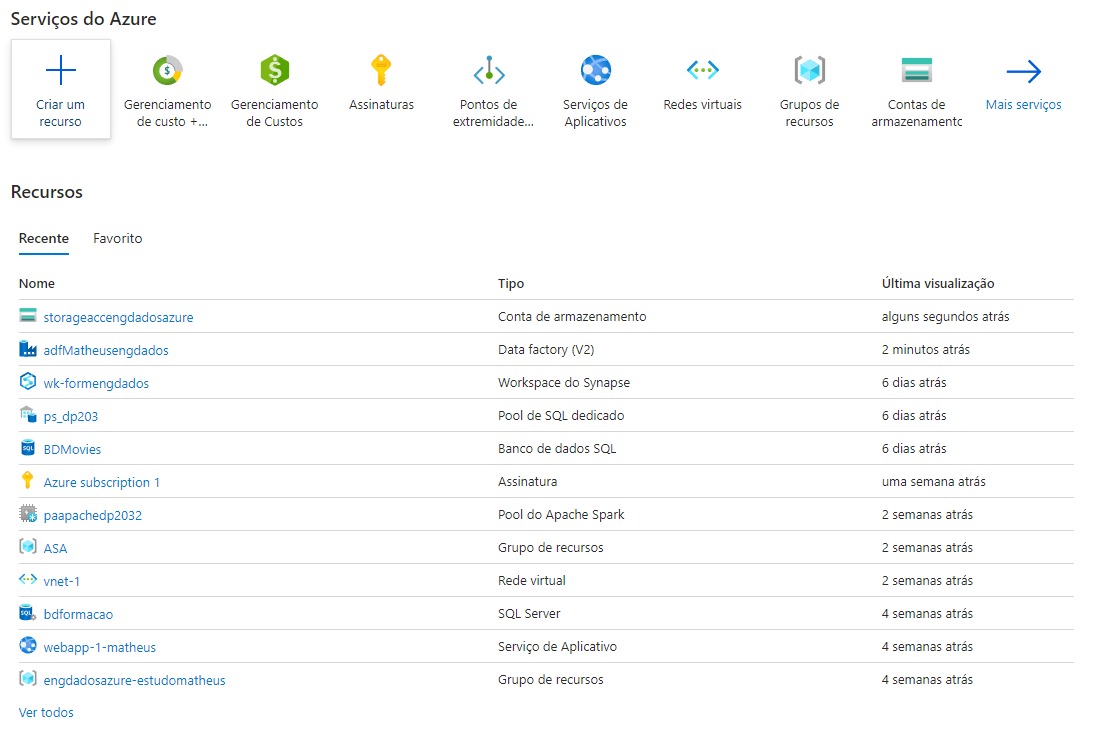 Serviços do Azure
Criar um recurso
Gerenciamento de custo +...
Gerenciamento de Custos
Assinaturas
Pontos de extremidade...
Serviços de Aplicativos
Redes virtuais
Grupos de recursos
Contas de armazenamento
Mais serviços
Recursos
Recente Favorito
Nome Tipo Última visualização
storageaccengdadosazure Conta de armazenamento alguns segundos atrás
adfMatheusengdados Data factory (V2) 2 minutos atrás
wk-formengdados Workspace do Synapse 6 dias atrás
ps_dp203 Pool de SQL dedicado 6 dias atrás
BDMovies Banco de dados SQL 6 dias atrás
Azure subscription 1 Assinatura uma semana atrás
paapachedp2032 Pool do Apache Spark 2 semanas atrás
ASA Grupo de recursos 2 semanas atrás
vnet-1 Rede virtual 2 semanas atrás
bdformacao SQL Server 4 semanas atrás
webapp-1-matheus Serviço de Aplicativo 4 semanas atrás
engdadosazure-estudomatheus Grupo de recursos 4 semanas atrás
Ver todos